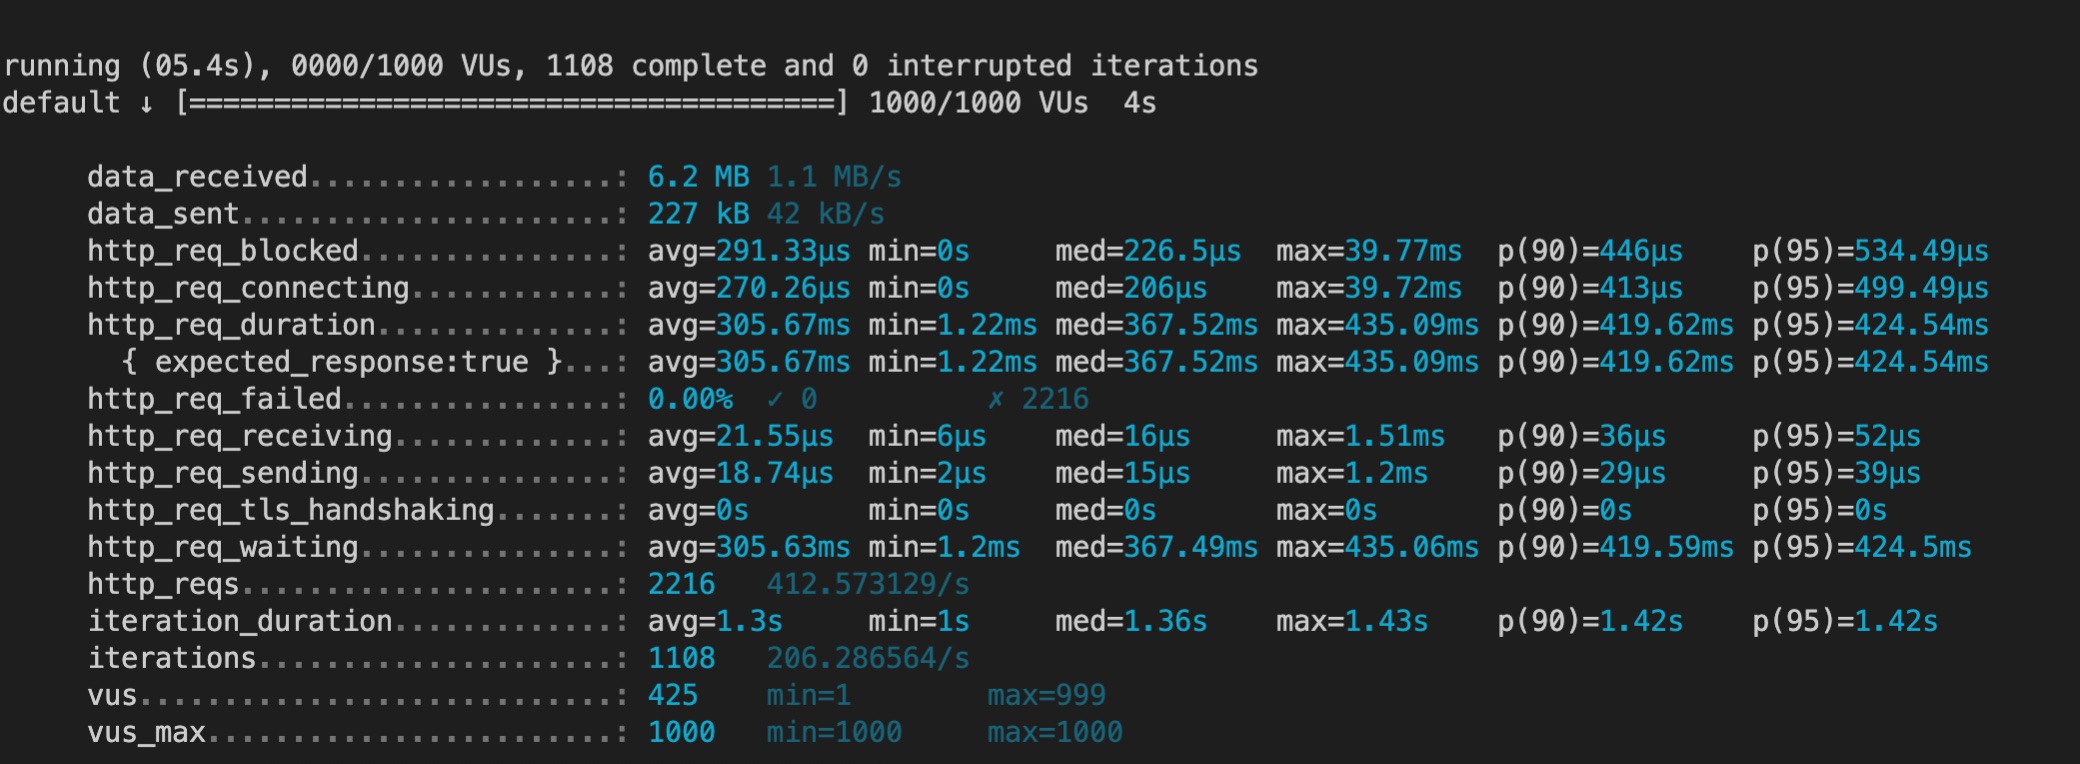 running (05.4s), 0000/1000 VUs, 1108 complete and 0 interrupted iterations
default ↓ [======================================] 1000/1000 VUs  4s
data_received..................: 6.2 MB 1.1 MB/s
data_sent......................: 227 kB 42 kB/s
http_req_blocked...............: avg=291.33µs min=0s     med=226.5µs  max=39.77ms  p(90)=446µs    p(95)=534.49µs
http_req_connecting............: avg=270.26µs min=0s     med=206µs    max=39.72ms  p(90)=413µs    p(95)=499.49µs
http_req_duration..............: avg=305.67ms min=1.22ms med=367.52ms max=435.09ms p(90)=419.62ms p(95)=424.54ms
{ expected_response:true }...: avg=305.67ms min=1.22ms med=367.52ms max=435.09ms p(90)=419.62ms p(95)=424.54ms
http_req_failed................: 0.00%  ✓ 0          ✗ 2216
http_req_receiving.............: avg=21.55µs  min=6µs    med=16µs     max=1.51ms   p(90)=36µs     p(95)=52µs
http_req_sending...............: avg=18.74µs  min=2µs    med=15µs     max=1.2ms    p(90)=29µs     p(95)=39µs
http_req_tls_handshaking.......: avg=0s       min=0s     med=0s       max=0s       p(90)=0s       p(95)=0s
http_req_waiting...............: avg=305.63ms min=1.2ms  med=367.49ms max=435.06ms p(90)=419.59ms p(95)=424.5ms
http_reqs......................: 2216   412.573129/s
iteration_duration.............: avg=1.3s     min=1s     med=1.36s    max=1.43s    p(90)=1.42s    p(95)=1.42s
iterations.....................: 1108   206.286564/s
vus............................: 425    min=1        max=999
vus_max........................: 1000   min=1000     max=1000